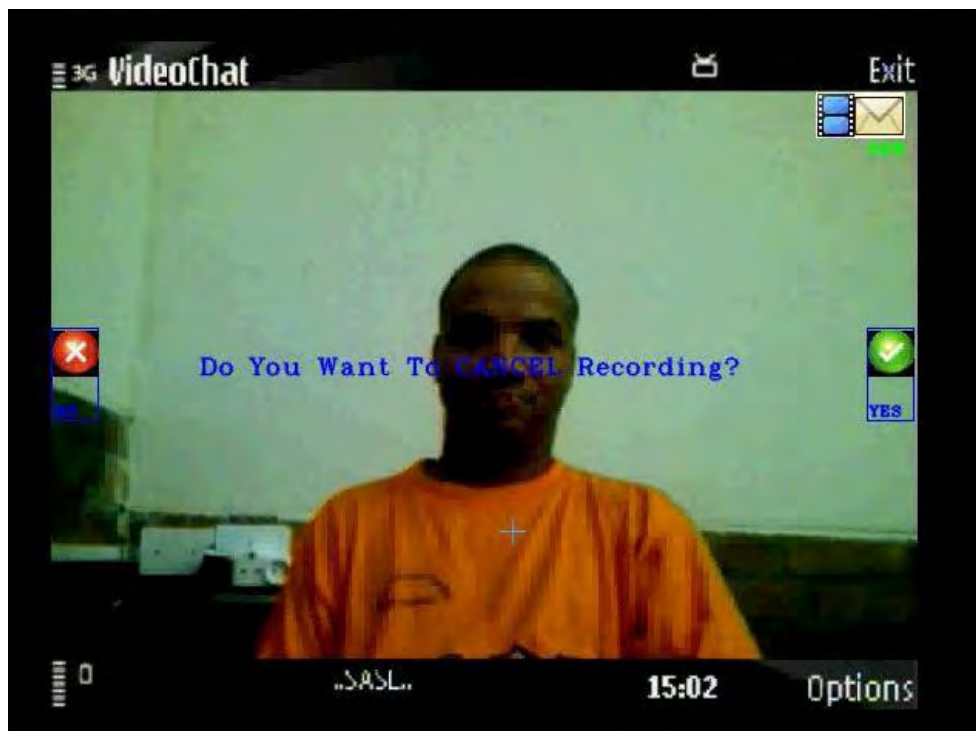 3G VideoChat Exit
Do You Want To CANCEL Recording?
NO YES
..SASL.. 15:02 Options